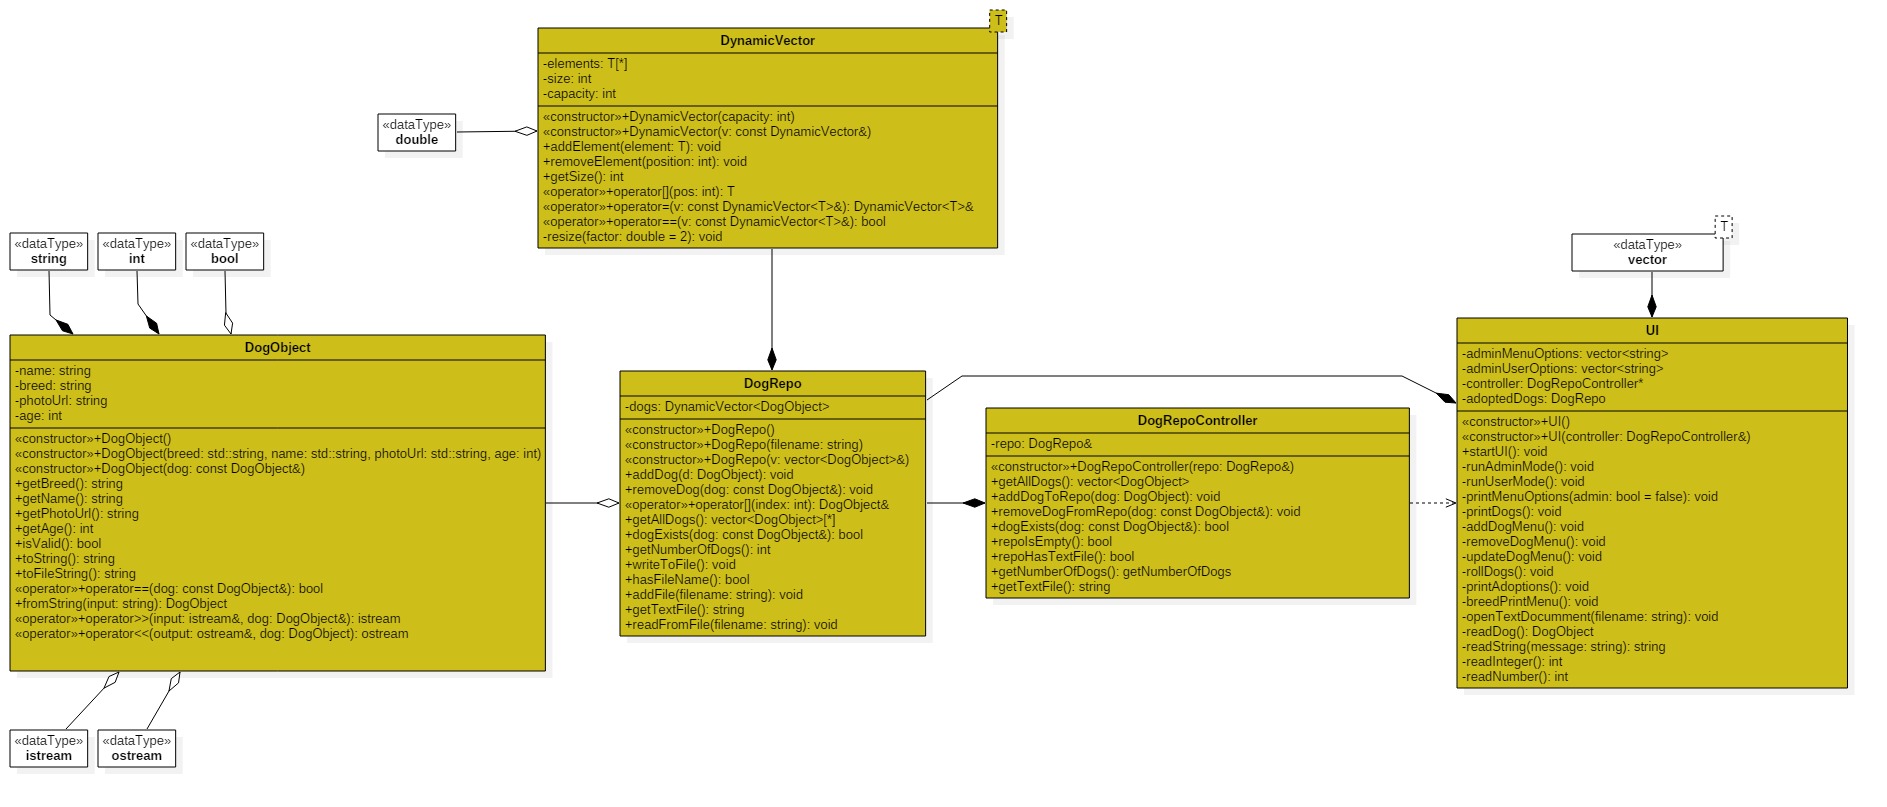 T
DynamicVector
-elements: T[*]
-size: int
-capacity: int
«constructor»+DynamicVector(capacity: int)
«constructor»+DynamicVector(v: const DynamicVector&)
+addElement(element: T): void
+removeElement(position: int): void
+getSize(): int
«operator»+operator[](pos: int): T
«operator»+operator=(v: const DynamicVector<T>&): DynamicVector<T>&
«operator»+operator==(v: const DynamicVector<T>&): bool
-resize(factor: double = 2): void
«dataType»
double
«dataType»
string
«dataType»
int
«dataType»
bool
T
«dataType»
vector
DogObject
-name: string
-breed: string
-photoUrl: string
-age: int
«constructor»+DogObject()
«constructor»+DogObject(breed: std::string, name: std::string, photoUrl: std::string, age: int)
«constructor»+DogObject(dog: const DogObject&)
+getBreed(): string
+getName(): string
+getPhotoUrl(): string
+getAge(): int
+isValid(): bool
+toString(): string
+toFileString(): string
«operator»+operator==(dog: const DogObject&): bool
+fromString(input: string): DogObject
«operator»+operator>>(input: istream&, dog: DogObject&): istream
«operator»+operator<<(output: ostream&, dog: DogObject): ostream
«dataType»
istream
«dataType»
ostream
DogRepo
-dogs: DynamicVector<DogObject>
«constructor»+DogRepo()
«constructor»+DogRepo(filename: string)
«constructor»+DogRepo(v: vector<DogObject>&)
+addDog(d: DogObject): void
+removeDog(dog: const DogObject&): void
«operator»+operator[](index: int): DogObject&
+getAllDogs(): vector<DogObject>[*]
+dogExists(dog: const DogObject&): bool
+getNumberOfDogs(): int
+writeToFile(): void
+hasFileName(): bool
+addFile(filename: string): void
+getTextFile(): string
+readFromFile(filename: string): void
DogRepoController
-repo: DogRepo&
«constructor»+DogRepoController(repo: DogRepo&)
+getAllDogs(): vector<DogObject>
+addDogToRepo(dog: DogObject): void
+removeDogFromRepo(dog: const DogObject&): void
+dogExists(dog: const DogObject&): bool
+repoIsEmpty(): bool
+repoHasTextFile(): bool
+getNumberOfDogs(): getNumberOfDogs
+getTextFile(): string
UI
-adminMenuOptions: vector<string>
-adminUserOptions: vector<string>
-controller: DogRepoController*
-adoptedDogs: DogRepo
«constructor»+UI()
«constructor»+UI(controller: DogRepoController&)
+startUI(): void
-runAdminMode(): void
-runUserMode(): void
-printMenuOptions(admin: bool = false): void
-printDogs(): void
-addDogMenu(): void
-removeDogMenu(): void
-updateDogMenu(): void
-rollDogs(): void
-printAdoptions(): void
-breedPrintMenu(): void
-openTextDocumment(filename: string): void
-readDog(): DogObject
-readString(message: string): string
-readInteger(): int
-readNumber(): int